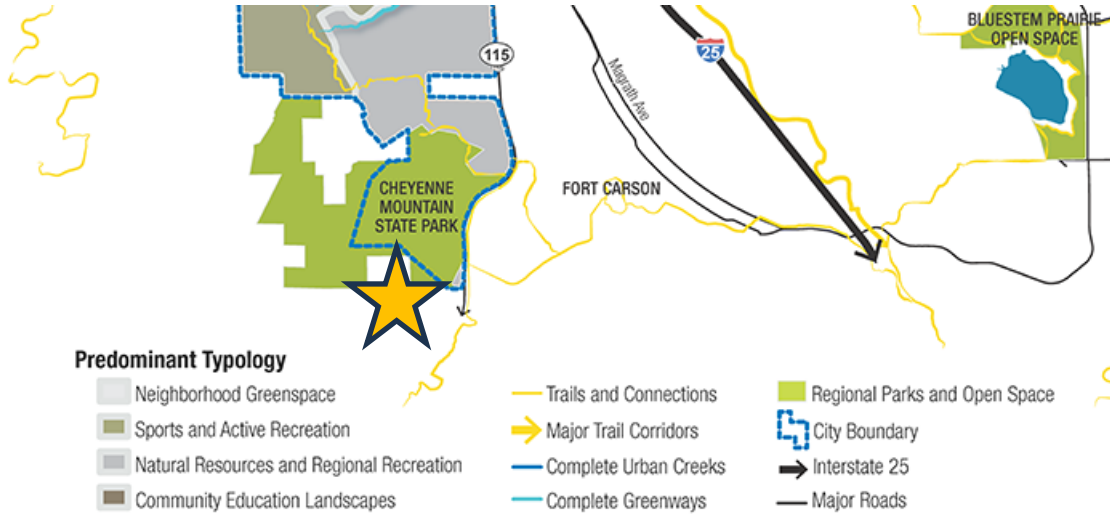 BLUESTEM PRAIRIE
OPEN SPACE
115
25
Magrath Ave
CHEYENNE
MOUNTAIN
STATE PARK
FORT CARSON
Predominant Typology
Neighborhood Greenspace
Sports and Active Recreation
Natural Resources and Regional Recreation
Community Education Landscapes
Trails and Connections
Major Trail Corridors
Complete Urban Creeks
Complete Greenways
Regional Parks and Open Space
City Boundary
Interstate 25
Major Roads